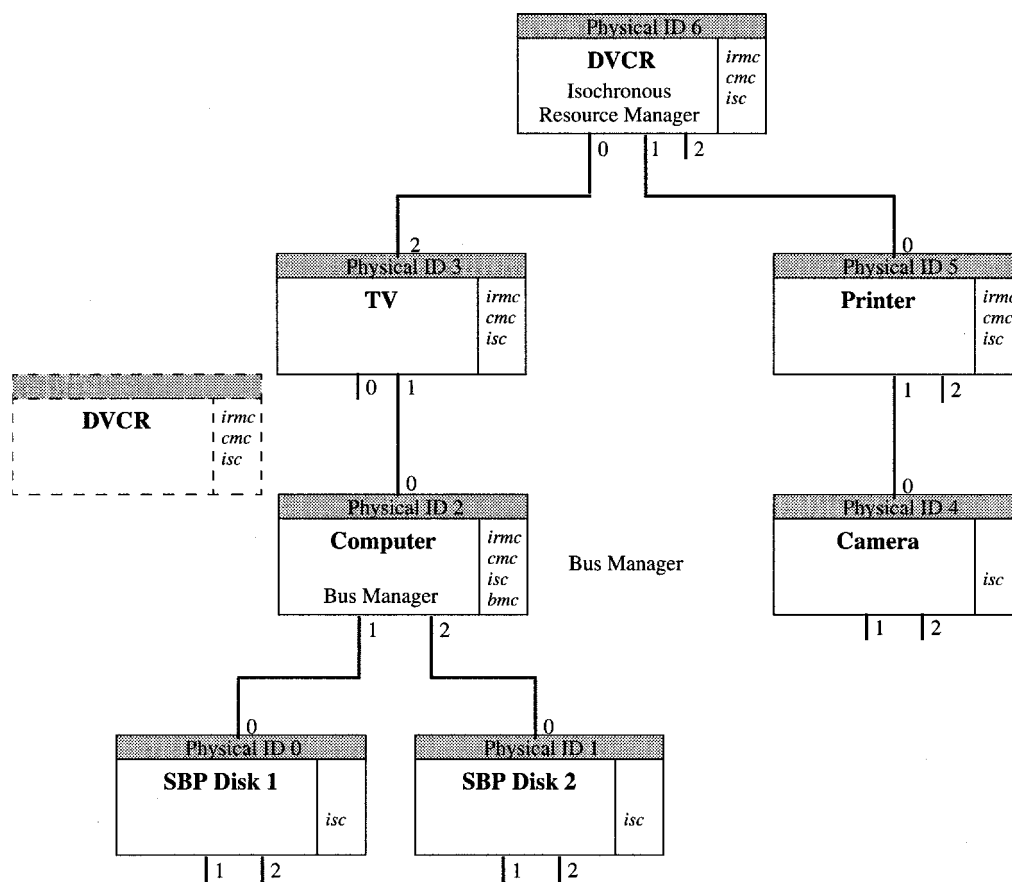 Physical ID 6
DVCR
Isochronous
Resource Manager
irmc
cmc
isc
0
1
2
2
Physical ID 3
TV
irmc
cmc
isc
0
1
0
Physical ID 5
Printer
irmc
cmc
isc
1
2
DVCR
irmc
cmc
isc
0
Physical ID 2
Computer
Bus Manager
irmc
cmc
isc
bmc
1
2
Bus Manager
0
Physical ID 4
Camera
isc
1
2
0
Physical ID 0
SBP Disk 1
isc
1
2
0
Physical ID 1
SBP Disk 2
isc
1
2